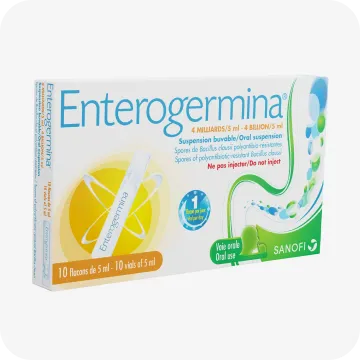 Enterogermina®
4 MILLIARDS/5 ml - 4 BILLION/5 ml
Suspension buvable/Oral suspension
Spores de Bacillus clausii polyantibio-résistantes
Spores of polyantibiotic resistant Bacillus clausii
Ne pas injecter/Do not inject
Enterogermina
1
Voie orale
Oral use
SANOFI
10 flacons de 5 ml - 10 vials of 5 ml
Enterogermina